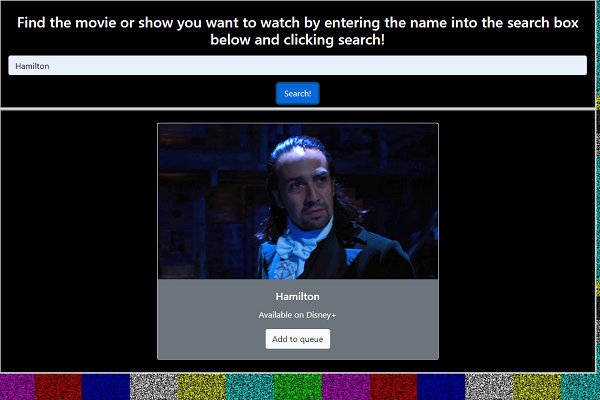 Find the movie or show you want to watch by entering the name into the search box
below and clicking search!
Hamilton
Search!
Hamilton
Available on Disney+
Add to queue